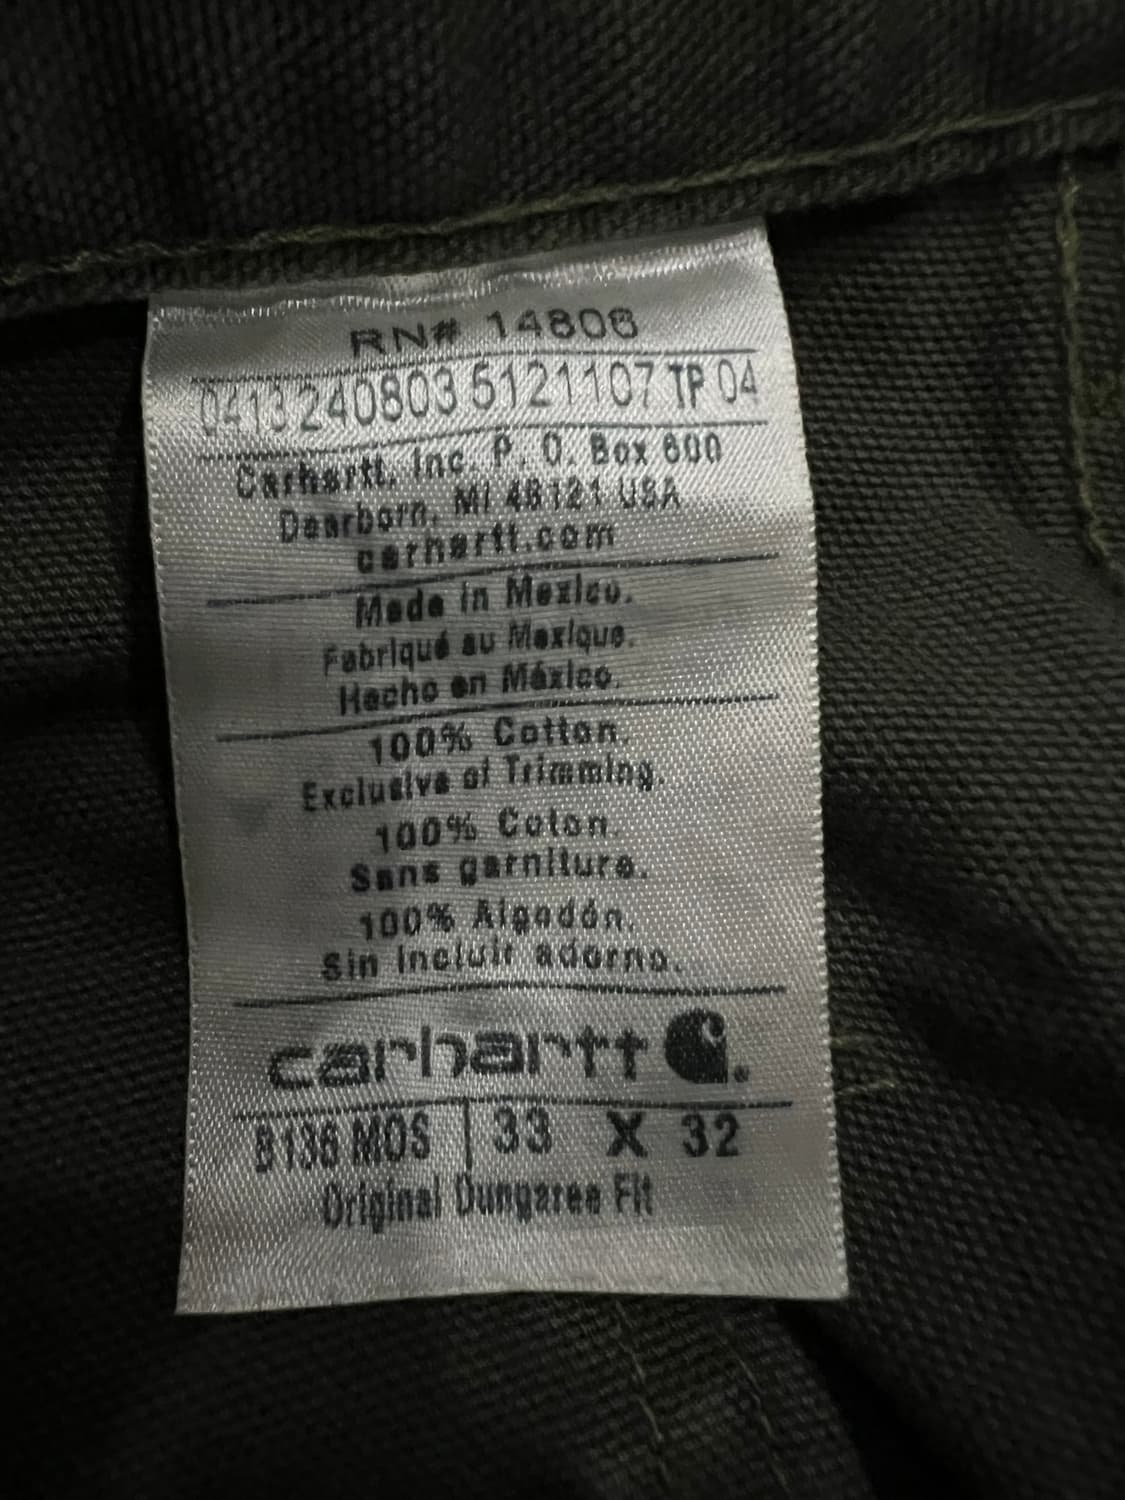 RN# 14806
0413240803 5121107 TP 04
Carhartt, Inc. P. O. Box 600
Dearborn, MI 48121 USA
carhartt.com
Made in Mexico.
Fabriqué au Mexique.
Hecho en México.
100% Cotton.
Exclusive of Trimming.
100% Coton.
Sans garniture.
100% Algodón.
Sin incluir adorno.
carhartt
B136 MOS | 33 X 32
Original Dungaree Fit